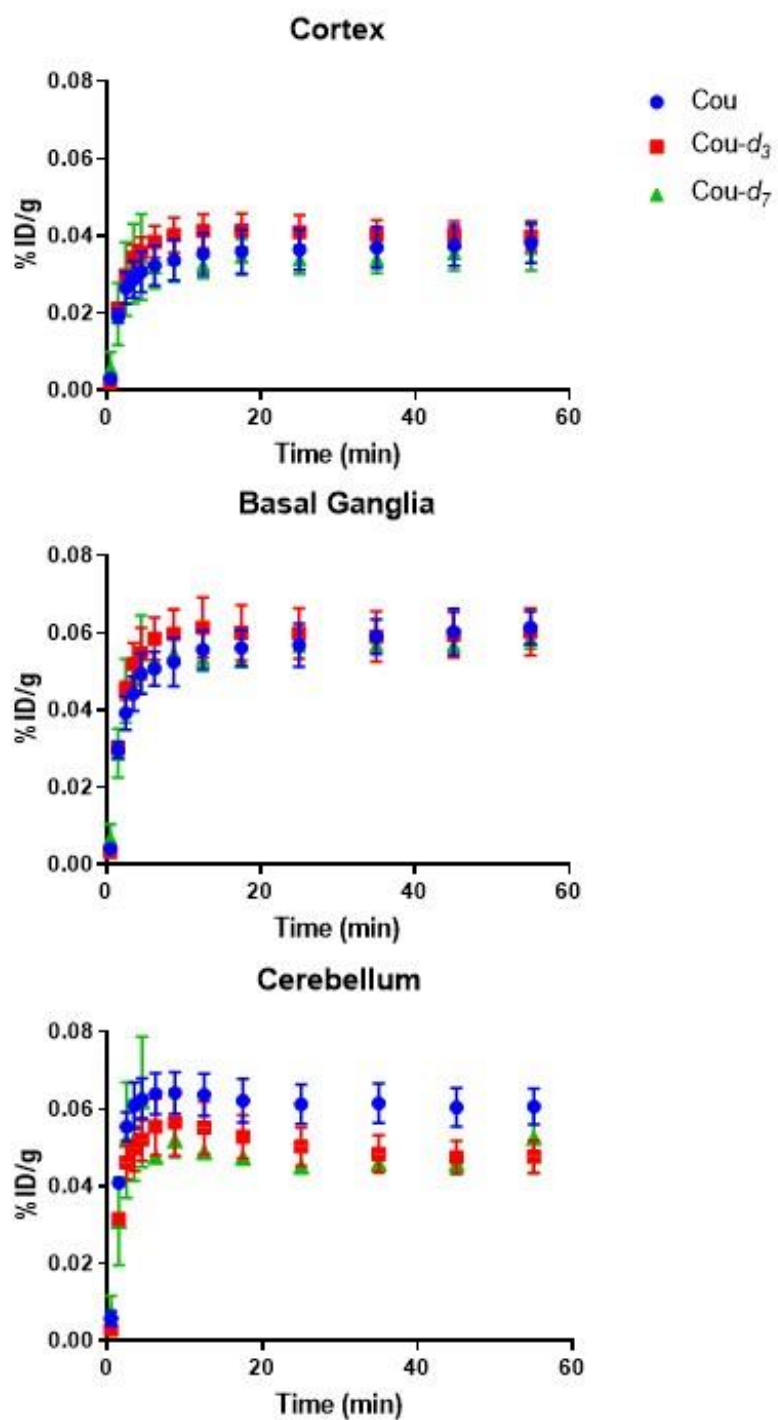 Cortex
0.08
0.06
0.04
0.02
0.00
%ID/g
0 20 40 60
Time (min)
Cou
Cou-d3
Cou-d7
Basal Ganglia
0.08
0.06
0.04
0.02
0.00
%ID/g
0 20 40 60
Time (min)
Cerebellum
0.08
0.06
0.04
0.02
0.00
%ID/g
0 20 40 60
Time (min)